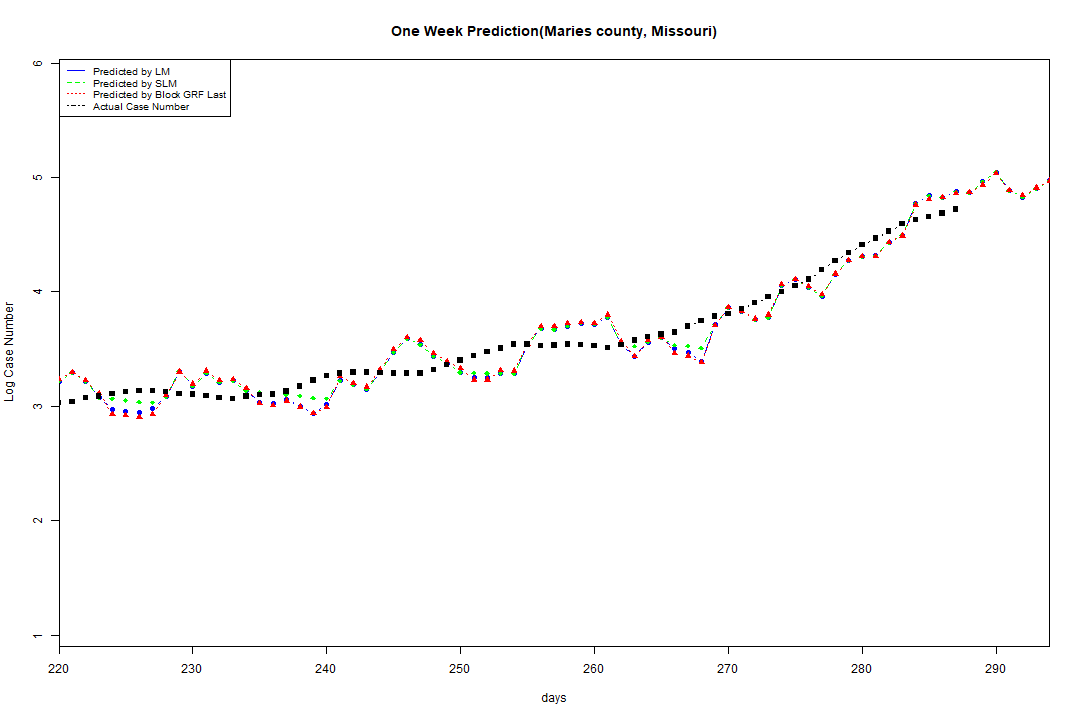 One Week Prediction(Maries county, Missouri)
Predicted by LM
Predicted by SLM
Predicted by Block GRF Last
Actual Case Number
6
5
4
3
2
1
Log Case Number
220 230 240 250 260 270 280 290
days